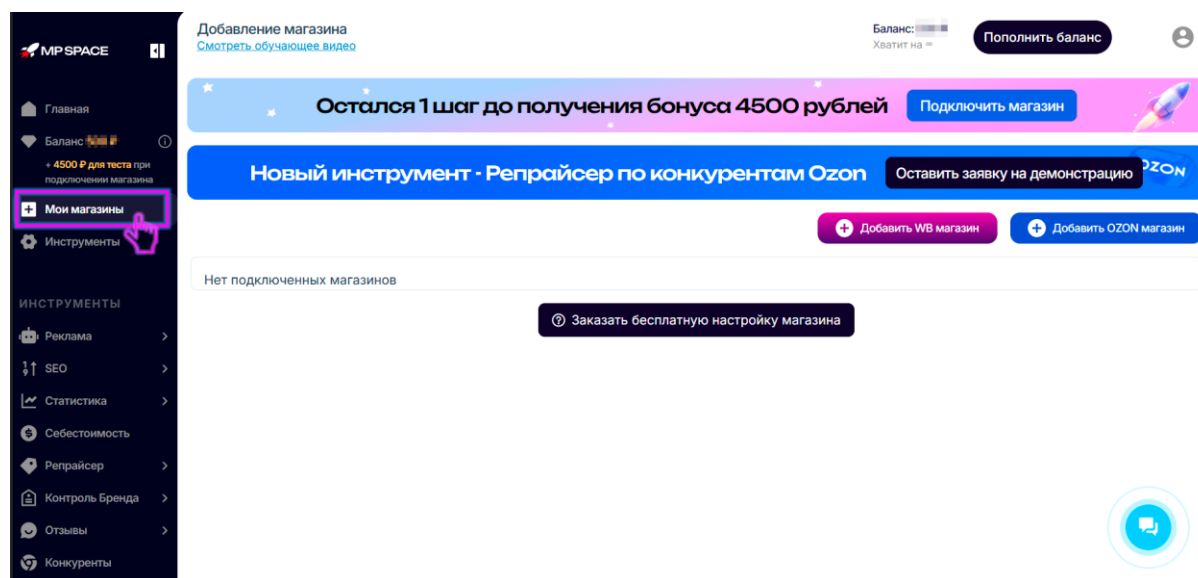 MP SPACE
Главная
Баланс
+ 4500 ₽ для теста при
подключении магазина
Мои магазины
Инструменты
ИНСТРУМЕНТЫ
Реклама
SEO
Статистика
Себестоимость
Репрайсер
Контроль Бренда
Отзывы
Конкуренты
Добавление магазина
Смотреть обучающее видео
Баланс:
Хватит на ∞
Пополнить баланс
Остался 1 шаг до получения бонуса 4500 рублей
Подключить магазин
Новый инструмент - Репрайсер по конкурентам Ozon
Оставить заявку на демонстрацию
OZON
Добавить WB магазин
Добавить OZON магазин
Нет подключенных магазинов
Заказать бесплатную настройку магазина